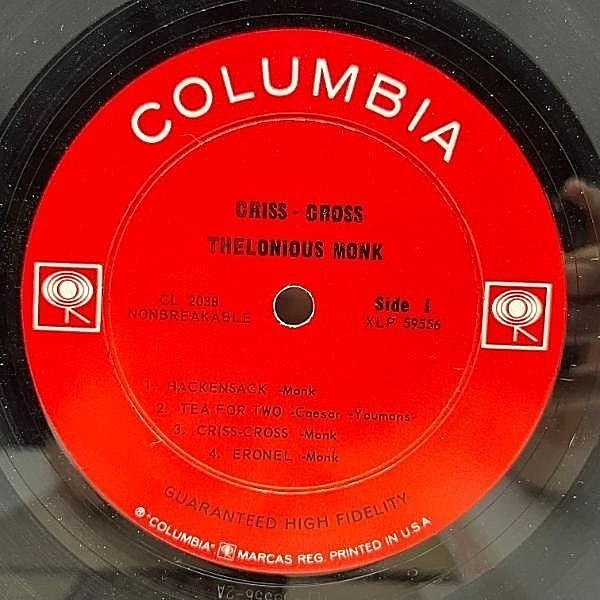 COLUMBIA
CRISS - CROSS
THELONIOUS MONK
CL 2038
NONBREAKABLE
Side 1
XLP 59556
1. HACKENSACK -Monk
2. TEA FOR TWO -Caesar -Youmans-
3. CRISS-CROSS -Monk
4. ERONEL -Monk
GUARANTEED HIGH FIDELITY
® "COLUMBIA" MARCAS REG. PRINTED IN U.S.A